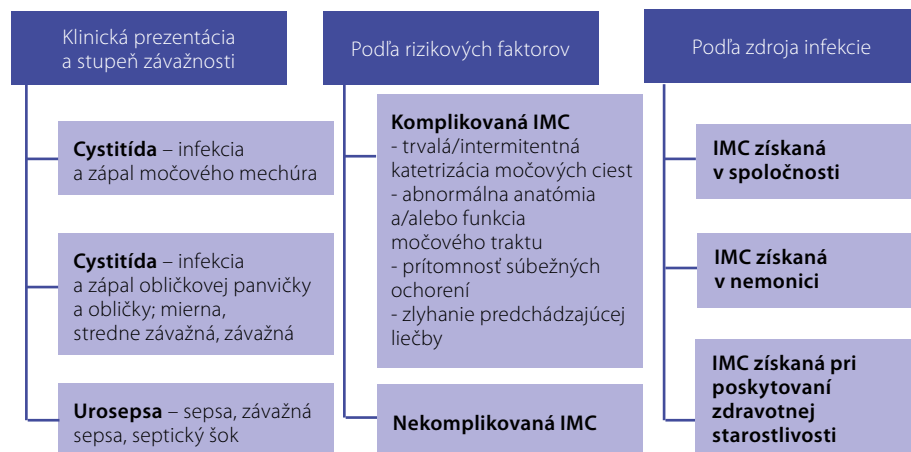 Klinická prezentácia
a stupeň závažnosti
Cystitída – infekcia
a zápal močového mechúra
Cystitída – infekcia
a zápal obličkovej panvičky
a obličky; mierna,
stredne závažná, závažná
Urosepsa – sepsa, závažná
sepsa, septický šok
Podľa rizikových faktorov
Komplikovaná IMC
- trvalá/intermitentná
katetrizácia močových ciest
- abnormálna anatómia
a/alebo funkcia
močového traktu
- prítomnosť súbežných
ochorení
- zlyhanie predchádzajúcej
liečby
Nekomplikovaná IMC
Podľa zdroja infekcie
IMC získaná
v spoločnosti
IMC získaná
v nemonici
IMC získaná pri
poskytovaní
zdravotnej
starostlivosti